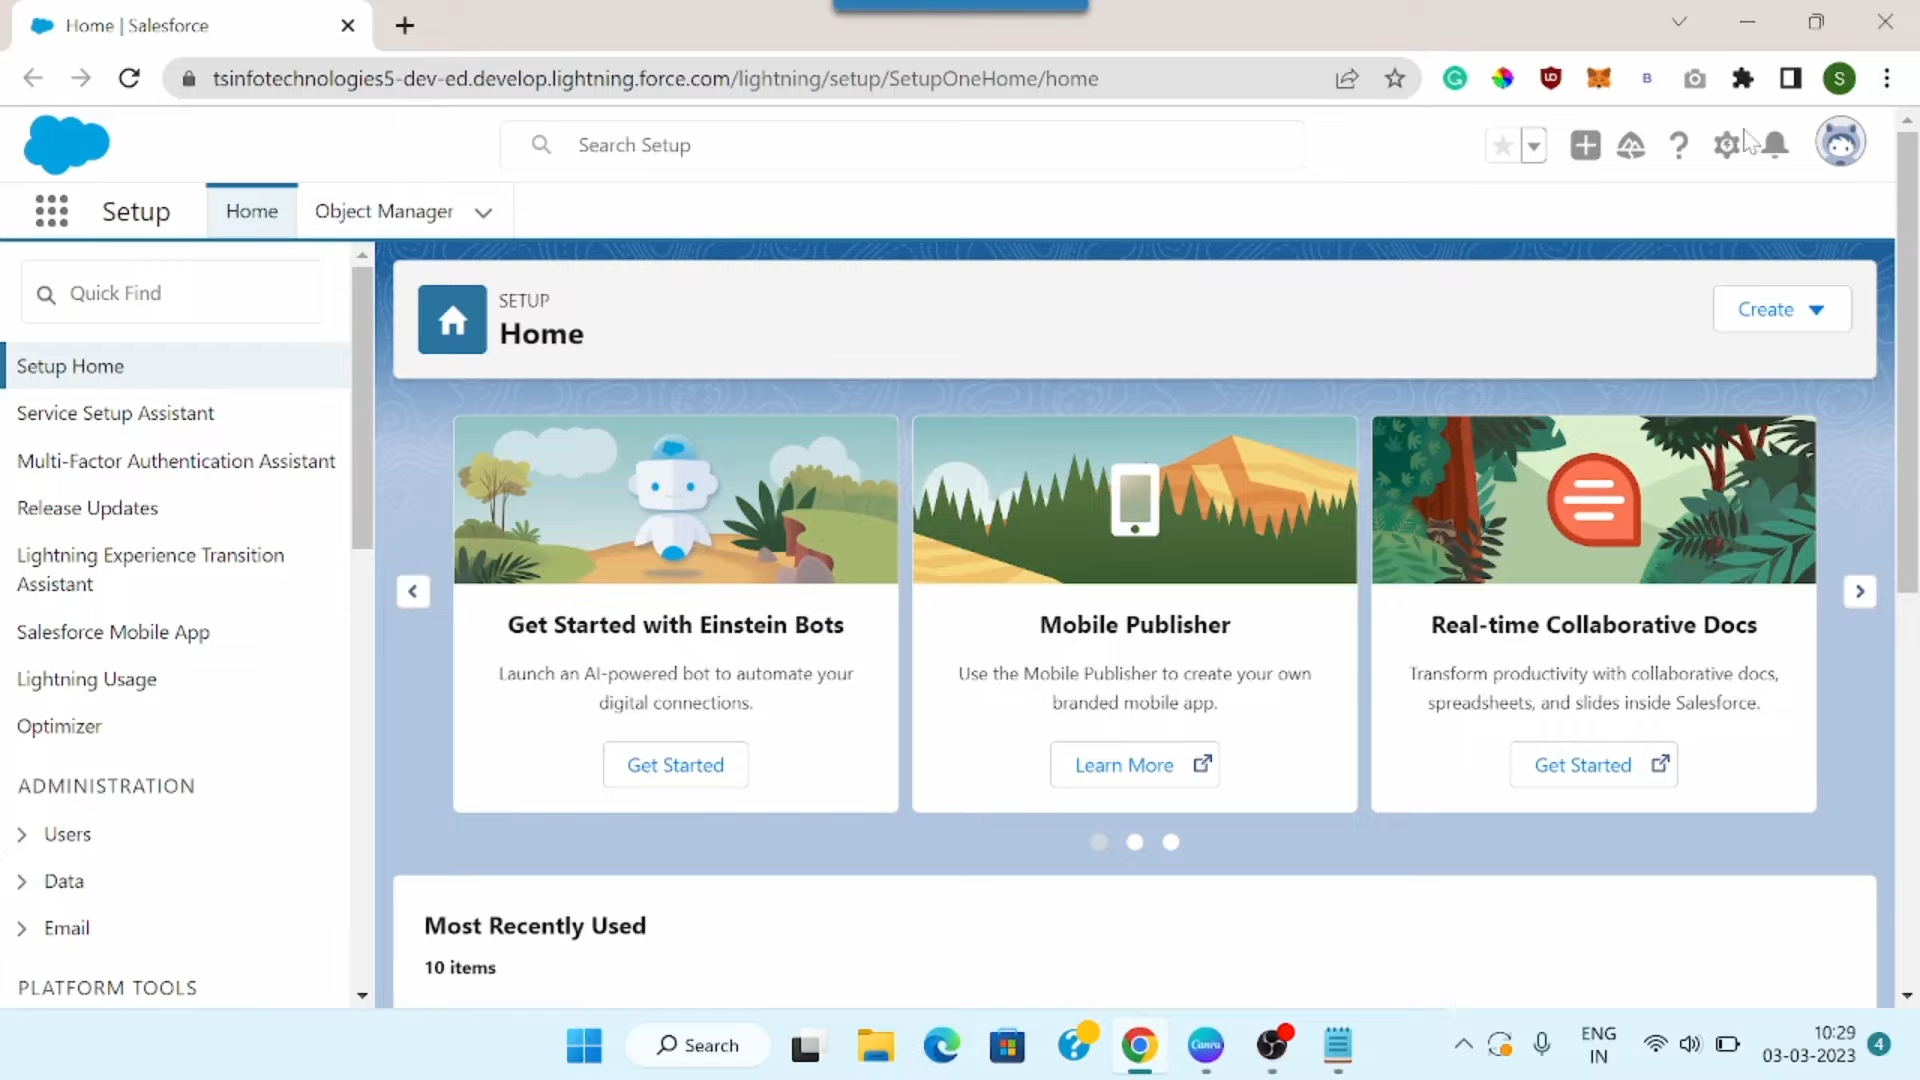 Home | Salesforce
tsinfotechnologies5-dev-ed.develop.lightning.force.com/lightning/setup/SetupOneHome/home
S
Search Setup
Setup
Home
Object Manager
Quick Find
Setup Home
Service Setup Assistant
Multi-Factor Authentication Assistant
Release Updates
Lightning Experience Transition
Assistant
Salesforce Mobile App
Lightning Usage
Optimizer
ADMINISTRATION
Users
Data
Email
PLATFORM TOOLS
SETUP
Home
Create
Get Started with Einstein Bots
Launch an AI-powered bot to automate your
digital connections.
Get Started
Mobile Publisher
Use the Mobile Publisher to create your own
branded mobile app.
Learn More
Real-time Collaborative Docs
Transform productivity with collaborative docs,
spreadsheets, and slides inside Salesforce.
Get Started
Most Recently Used
10 items
Search
Canva
ENG
IN
10:29
03-03-2023
4